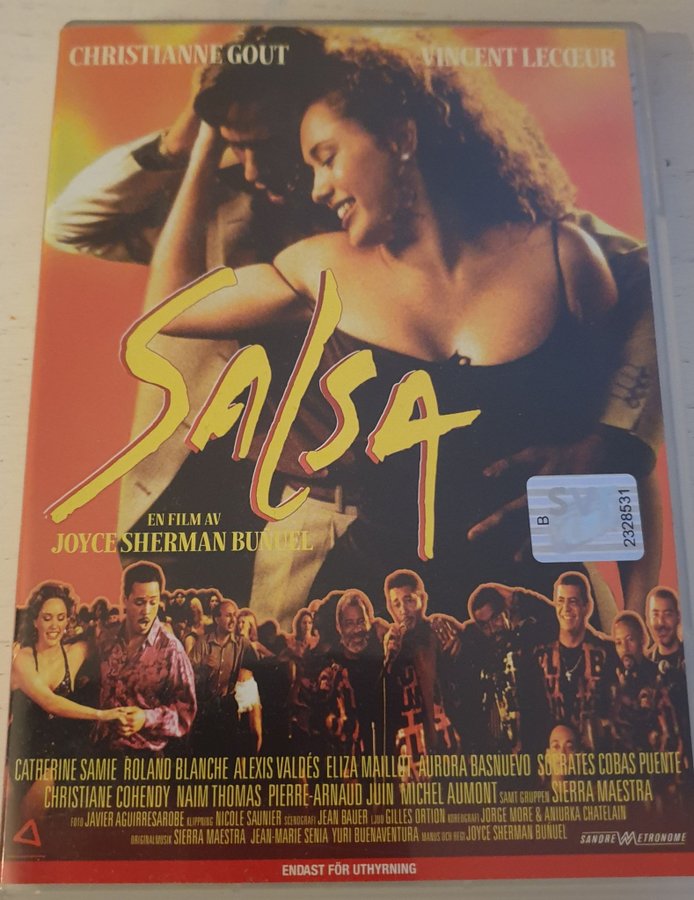 CHRISTIANNE GOUT VINCENT LECŒUR
SALSA
EN FILM AV
JOYCE SHERMAN BUÑUEL
B
SV
2328531
CATHERINE SAMIE ROLAND BLANCHE ALEXIS VALDÉS ELIZA MAILLOT AURORA BASNUEVO SOCRATES COBAS PUENTE
CHRISTIANE COHENDY NAIM THOMAS PIERRE-ARNAUD JUIN MICHEL AUMONT SAMT GRUPPEN SIERRA MAESTRA
FOTO JAVIER AGUIRRESAROBE KLIPPNING NICOLE SAUNIER SCENOGRAFI JEAN BAUER LJUD GILLES ORTION KOREOGRAFI JORGE MORE & ANIURKA CHATELAIN
ORIGINALMUSIK SIERRA MAESTRA JEAN-MARIE SENIA YURI BUENAVENTURA MANUS OCH REGI JOYCE SHERMAN BUÑUEL
SANDREW METRONOME
ENDAST FÖR UTHYRNING